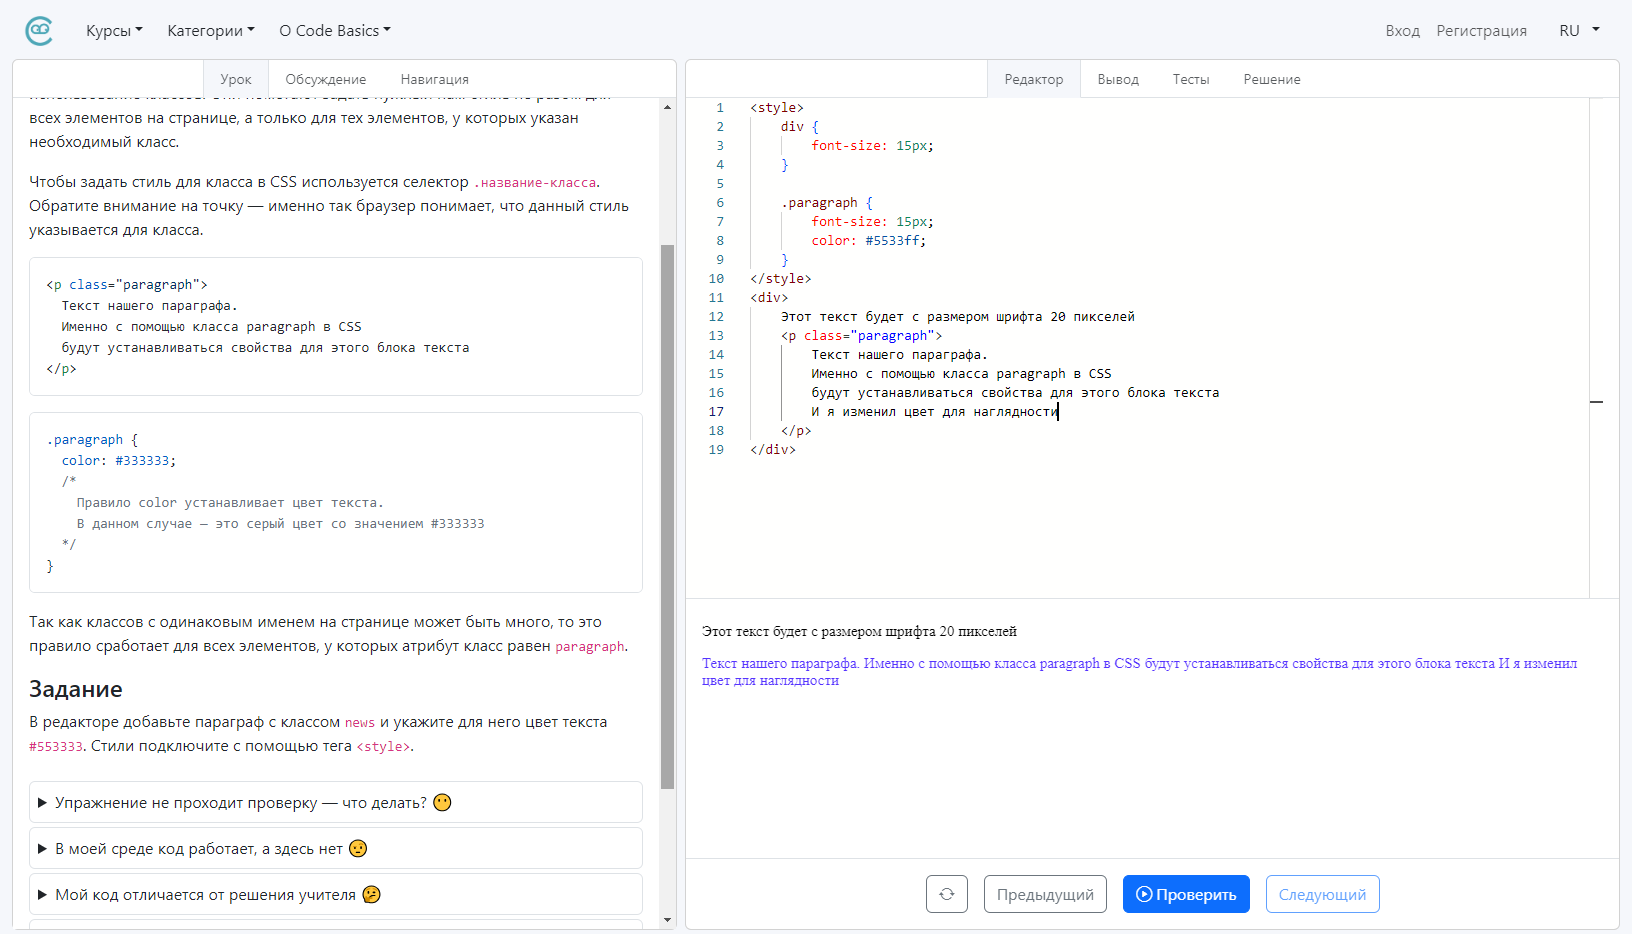 Курсы
Категории
О Code Basics
Вход
Регистрация
RU
Урок
Обсуждение
Навигация
всех элементов на странице, а только для тех элементов, у которых указан
необходимый класс.
Чтобы задать стиль для класса в CSS используется селектор .название-класса.
Обратите внимание на точку — именно так браузер понимает, что данный стиль
указывается для класса.
<p class="paragraph">
Текст нашего параграфа.
Именно с помощью класса paragraph в CSS
будут устанавливаться свойства для этого блока текста
</p>
.paragraph {
color: #333333;
/*
Правило color устанавливает цвет текста.
В данном случае — это серый цвет со значением #333333
*/
}
Так как классов с одинаковым именем на странице может быть много, то это
правило сработает для всех элементов, у которых атрибут класс равен paragraph.
Задание
В редакторе добавьте параграф с классом news и укажите для него цвет текста
#553333. Стили подключите с помощью тега <style>.
Упражнение не проходит проверку — что делать? 😶
В моей среде код работает, а здесь нет 🤨
Мой код отличается от решения учителя 🤔
Редактор
Вывод
Тесты
Решение
1 <style>
2 div {
3 font-size: 15px;
4 }
5
6 .paragraph {
7 font-size: 15px;
8 color: #5533ff;
9 }
10 </style>
11 <div>
12 Этот текст будет с размером шрифта 20 пикселей
13 <p class="paragraph">
14 Текст нашего параграфа.
15 Именно с помощью класса paragraph в CSS
16 будут устанавливаться свойства для этого блока текста
17 И я изменил цвет для наглядности
18 </p>
19 </div>
Этот текст будет с размером шрифта 20 пикселей
Текст нашего параграфа. Именно с помощью класса paragraph в CSS будут устанавливаться свойства для этого блока текста И я изменил
цвет для наглядности
Предыдущий
Проверить
Следующий